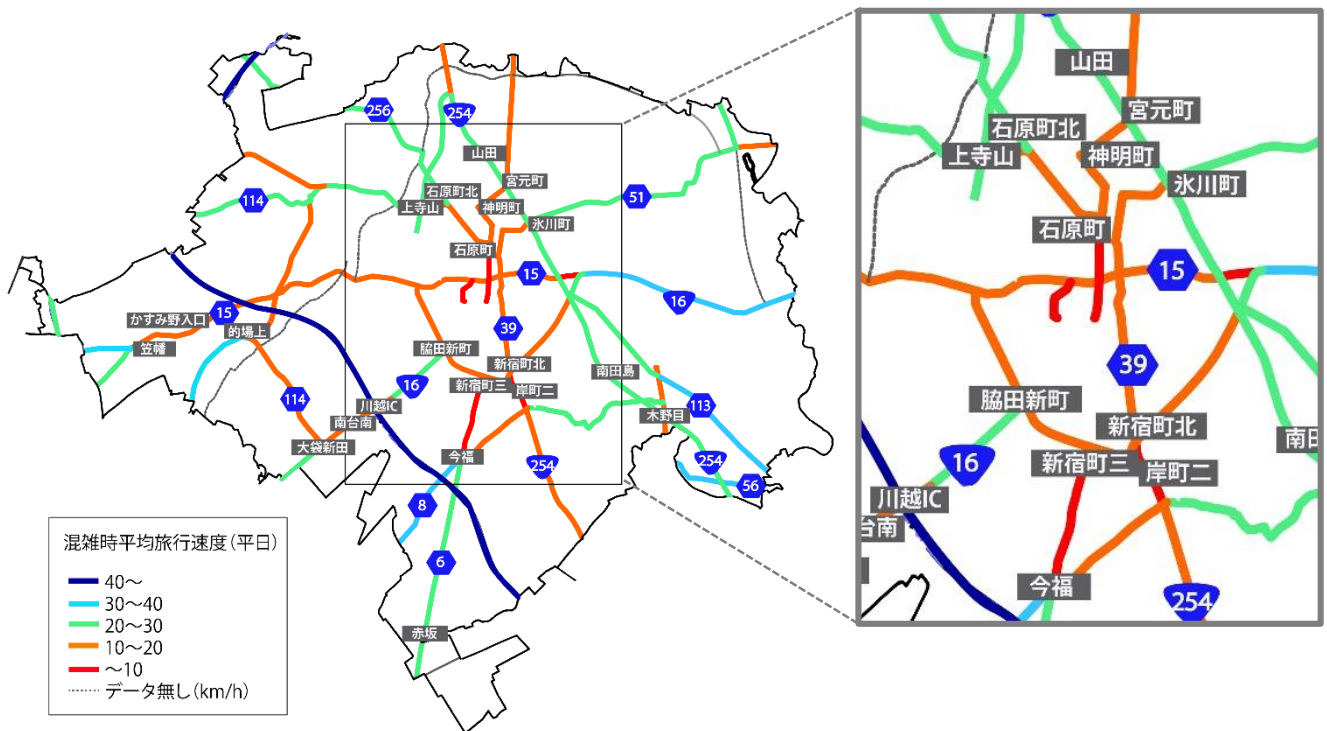 256
254
山田
石原町北
宮元町
上寺山
神明町
51
114
氷川町
石原町
15
16
15
かすみ野入口
的場上
39
笠幡
脇田新町
新宿町北
16
新宿町三
岸町二
南田島
114
川越IC
113
南台南
木野目
大袋新田
今福
254
254
56
8
6
赤坂
混雑時平均旅行速度(平日)
40~
30~40
20~30
10~20
~10
データ無し(km/h)
山田
宮元町
石原町北
上寺山
神明町
氷川町
石原町
15
39
脇田新町
新宿町北
南田
16
新宿町三
岸町二
川越IC
台南
今福
254